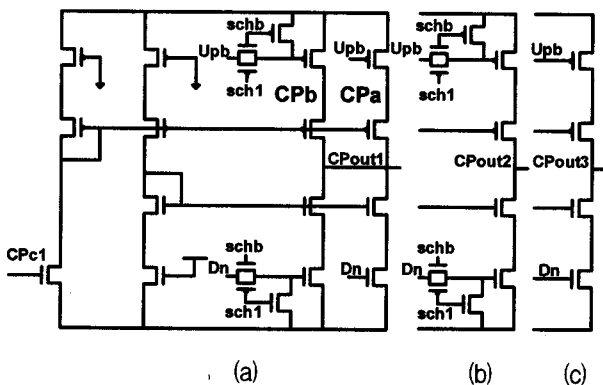 schb
schb
Upb
Upb
Upb
Upb
sch1
CPb
CPa
sch1
CPout1
CPout2
CPout3
CPc1
schb
schb
Dn
Dn
Dn
Dn
sch1
sch1
(a)
(b)
(c)